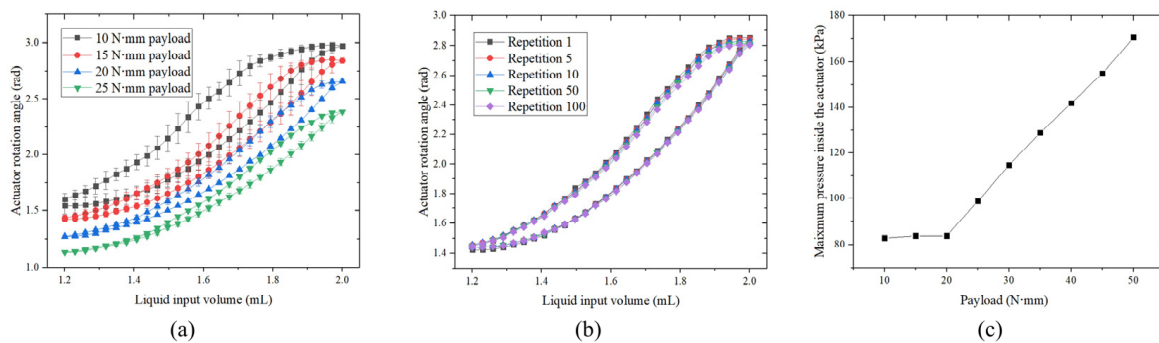 (a)
Actuator rotation angle (rad)
3.0
2.5
2.0
1.5
1.0
10 N·mm payload
15 N·mm payload
20 N·mm payload
25 N·mm payload
1.2 1.4 1.6 1.8 2.0
Liquid input volume (mL)
(b)
Actuator rotation angle (rad)
3.0
2.8
2.6
2.4
2.2
2.0
1.8
1.6
1.4
Repetition 1
Repetition 5
Repetition 10
Repetition 50
Repetition 100
1.2 1.4 1.6 1.8 2.0
Liquid input volume (mL)
(c)
Maixnum pressure inside the actuator (kPa)
180
160
140
120
100
80
10 20 30 40 50
Payload (N·mm)
(a) (b) (c)